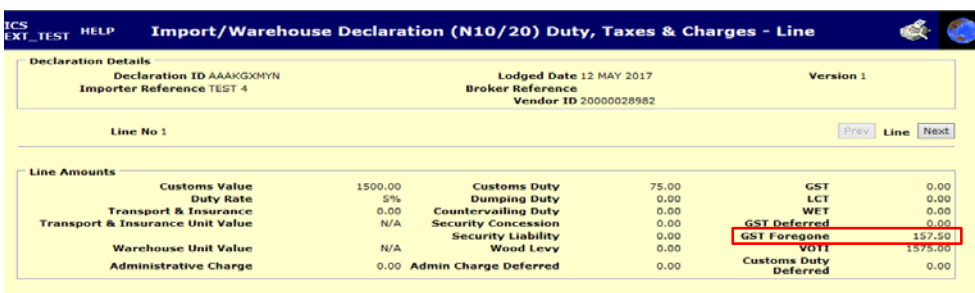 ICS
EXT_TEST HELP Import/Warehouse Declaration (N10/20) Duty, Taxes & Charges - Line
Declaration Details
Declaration ID AAAKGXMYN Lodged Date 12 MAY 2017 Version 1
Importer Reference TEST 4 Broker Reference
Vendor ID 20000028982
Line No 1 Prev Line Next
Line Amounts
Customs Value 1500.00 Customs Duty 75.00 GST 0.00
Duty Rate 5% Dumping Duty 0.00 LCT 0.00
Transport & Insurance 0.00 Countervailing Duty 0.00 WET 0.00
Transport & Insurance Unit Value N/A Security Concession 0.00 GST Deferred 0.00
Security Liability 0.00 GST Foregone 157.50
Warehouse Unit Value N/A Wood Levy 0.00 VOTI 1575.00
Administrative Charge 0.00 Admin Charge Deferred 0.00 Customs Duty Deferred 0.00